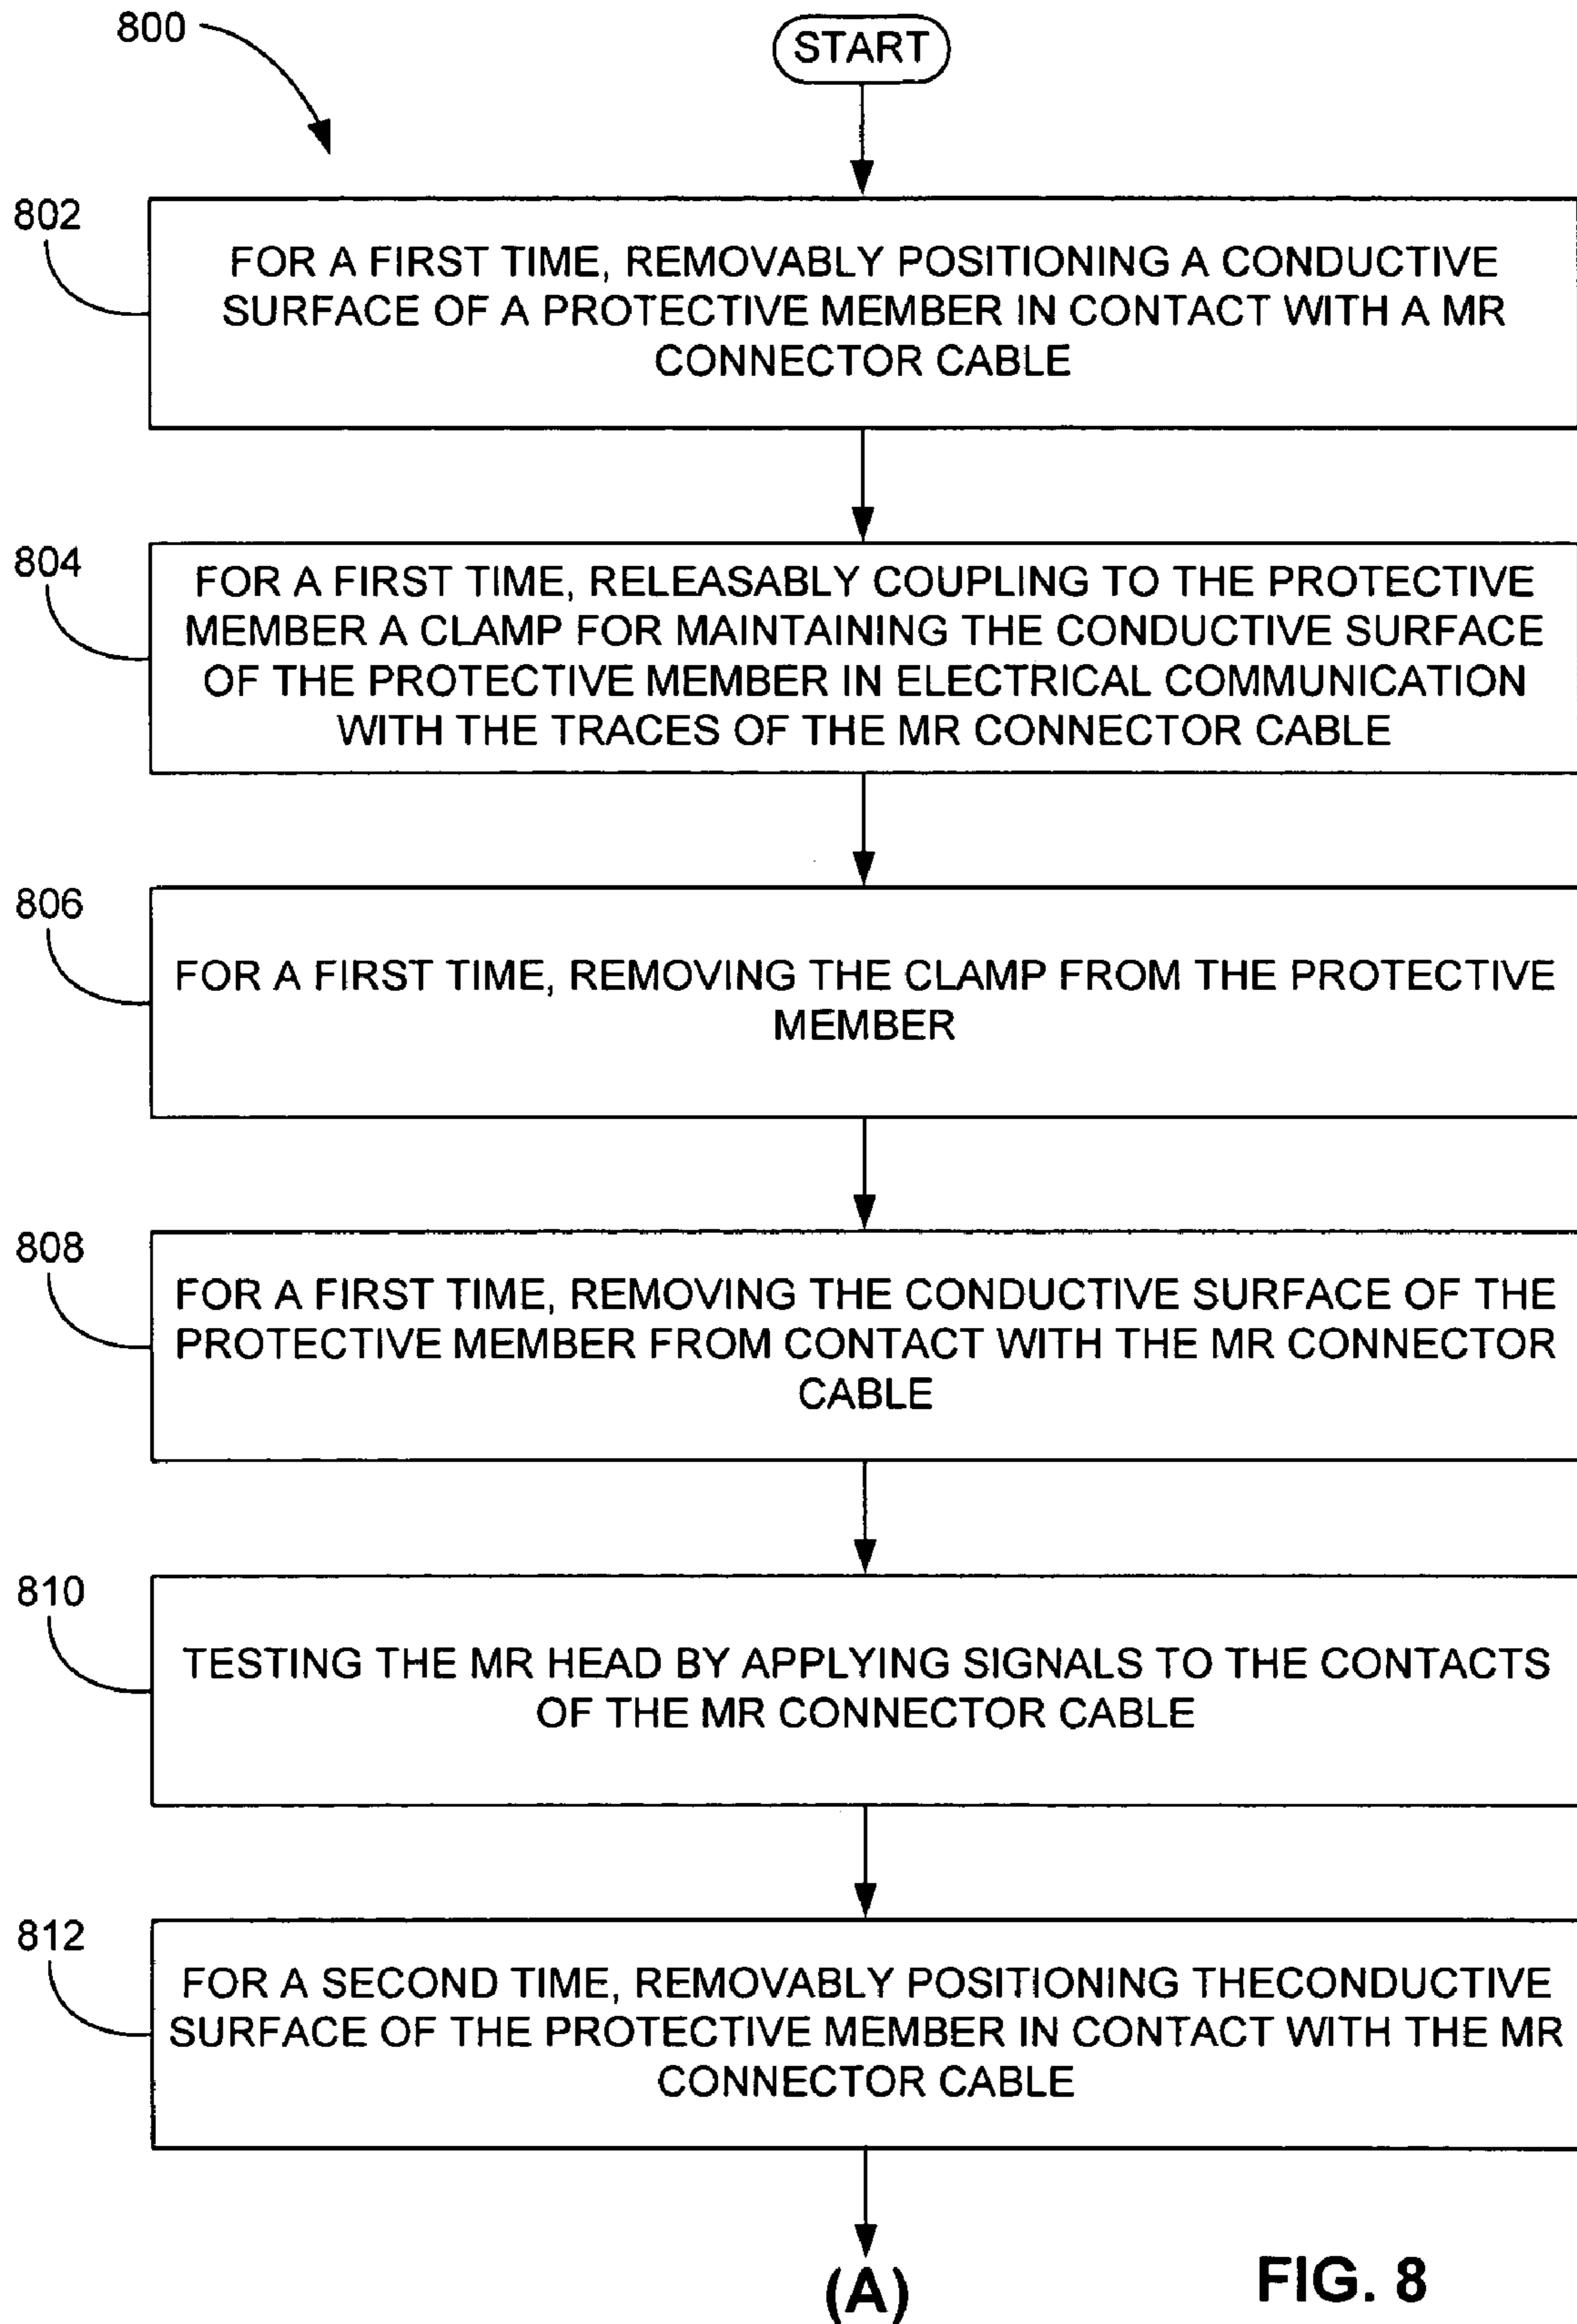 800
START
802
FOR A FIRST TIME, REMOVABLY POSITIONING A CONDUCTIVE
SURFACE OF A PROTECTIVE MEMBER IN CONTACT WITH A MR
CONNECTOR CABLE
804
FOR A FIRST TIME, RELEASABLY COUPLING TO THE PROTECTIVE
MEMBER A CLAMP FOR MAINTAINING THE CONDUCTIVE SURFACE
OF THE PROTECTIVE MEMBER IN ELECTRICAL COMMUNICATION
WITH THE TRACES OF THE MR CONNECTOR CABLE
806
FOR A FIRST TIME, REMOVING THE CLAMP FROM THE PROTECTIVE
MEMBER
808
FOR A FIRST TIME, REMOVING THE CONDUCTIVE SURFACE OF THE
PROTECTIVE MEMBER FROM CONTACT WITH THE MR CONNECTOR
CABLE
810
TESTING THE MR HEAD BY APPLYING SIGNALS TO THE CONTACTS
OF THE MR CONNECTOR CABLE
812
FOR A SECOND TIME, REMOVABLY POSITIONING THECONDUCTIVE
SURFACE OF THE PROTECTIVE MEMBER IN CONTACT WITH THE MR
CONNECTOR CABLE
(A)
FIG. 8